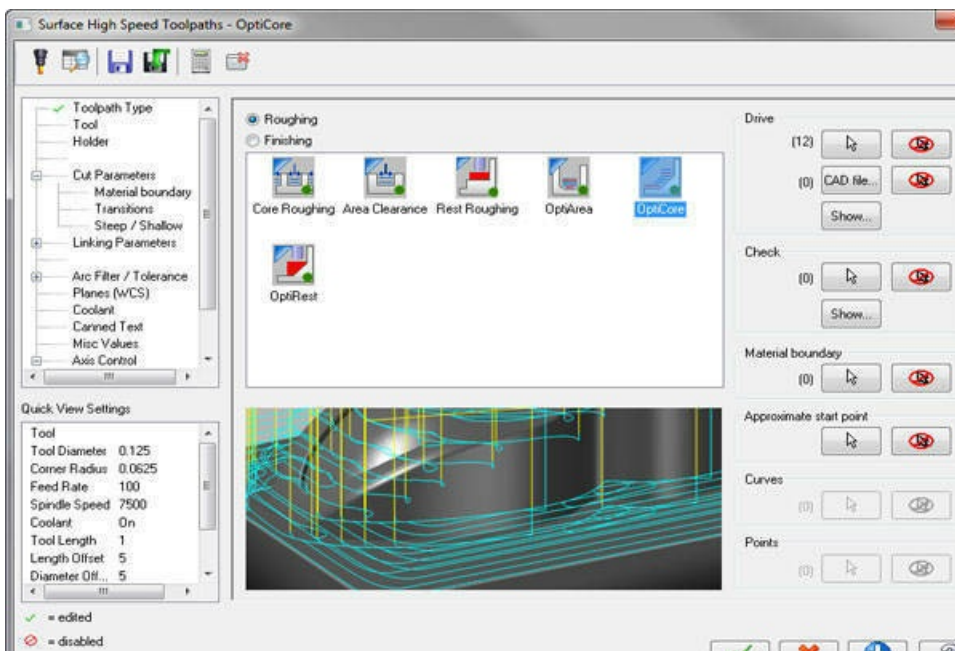 Surface High Speed Toolpaths - OptiCore
Toolpath Type
Tool
Holder
Cut Parameters
Material boundary
Transitions
Steep / Shallow
Linking Parameters
Arc Filter / Tolerance
Planes (WCS)
Coolant
Canned Text
Misc Values
Axis Control
Quick View Settings
Tool
Tool Diameter 0.125
Corner Radius 0.0625
Feed Rate 100
Spindle Speed 7500
Coolant On
Tool Length 1
Length Offset 5
Diameter Off... 5
= edited
= disabled
Roughing
Finishing
Core Roughing Area Clearance Rest Roughing OptiArea OptiCore
OptiRest
Drive
(12)
(0) CAD file...
Show...
Check
(0)
Show...
Material boundary
(0)
Approximate start point
Curves
(0)
Points
(0)